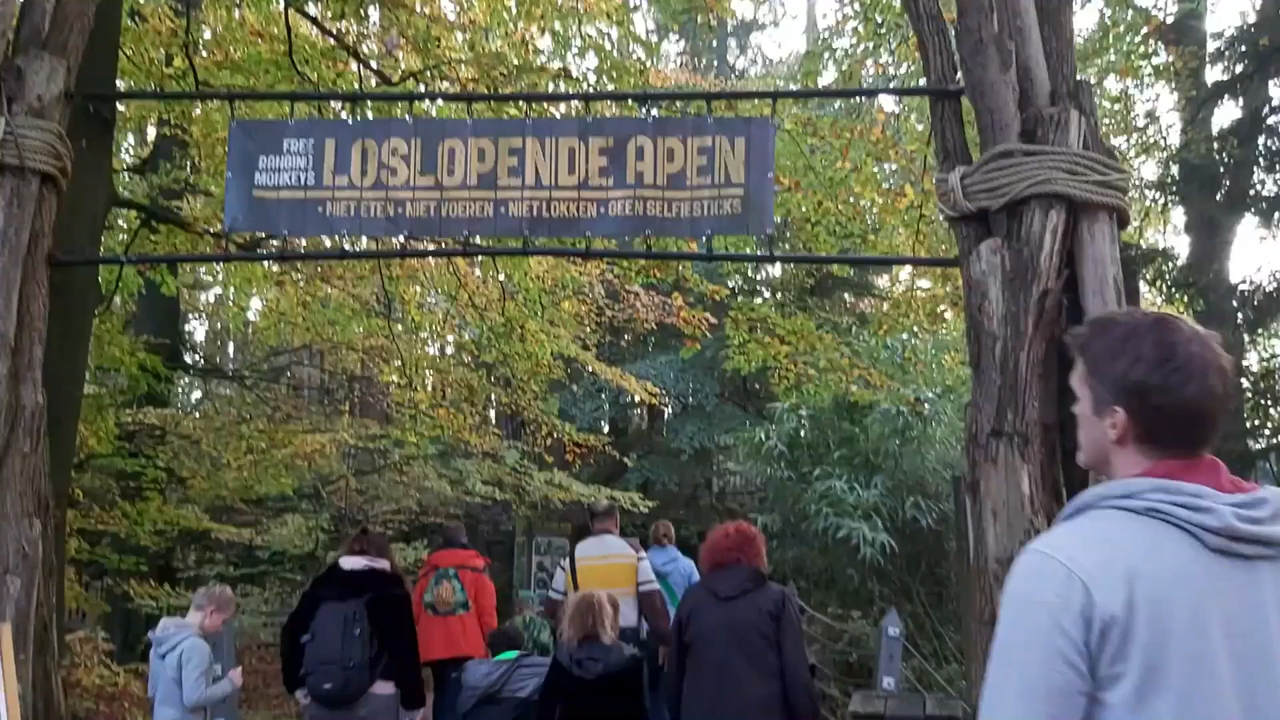 FREE
RANGING
MONKEYS
LOSLOPENDE APEN
• NIET ETEN • NIET VOEREN • NIET LOKKEN • GEEN SELFIESTICKS